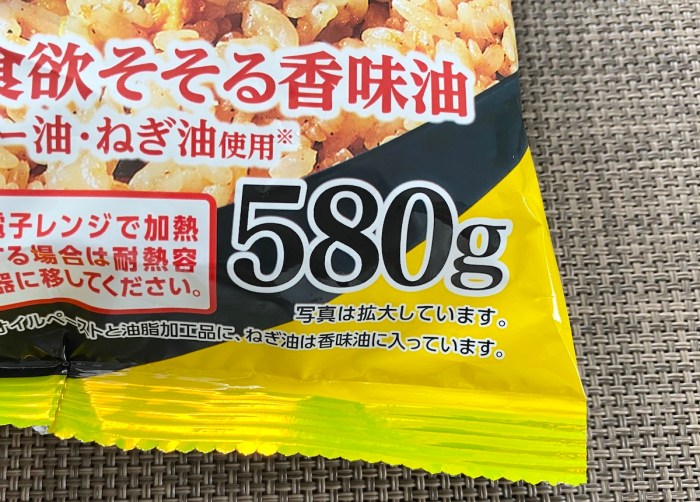 食欲そそる香味油
ー油・ねぎ油使用※
電子レンジで加熱
する場合は耐熱容
器に移してください。
580g
写真は拡大しています。
オイルペーストと油脂加工品に、ねぎ油は香味油に入っています。